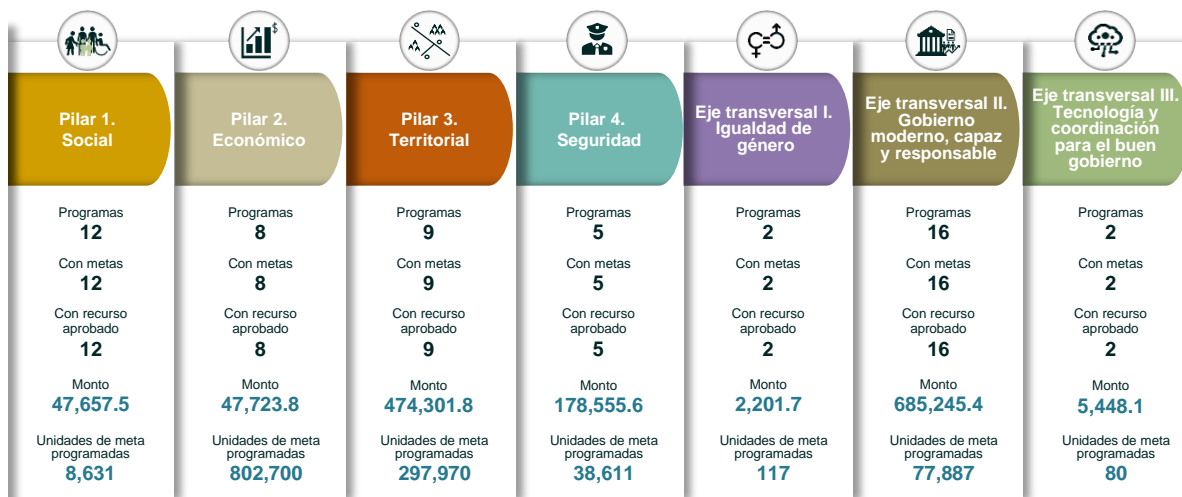 $
Pilar 1.
Social
Programas
12
Con metas
12
Con recurso
aprobado
12
Monto
47,657.5
Unidades de meta
programadas
8,631
Pilar 2.
Económico
Programas
8
Con metas
8
Con recurso
aprobado
8
Monto
47,723.8
Unidades de meta
programadas
802,700
Pilar 3.
Territorial
Programas
9
Con metas
9
Con recurso
aprobado
9
Monto
474,301.8
Unidades de meta
programadas
297,970
Pilar 4.
Seguridad
Programas
5
Con metas
5
Con recurso
aprobado
5
Monto
178,555.6
Unidades de meta
programadas
38,611
Eje transversal I.
Igualdad de
género
Programas
2
Con metas
2
Con recurso
aprobado
2
Monto
2,201.7
Unidades de meta
programadas
117
Eje transversal II.
Gobierno
moderno, capaz
y responsable
Programas
16
Con metas
16
Con recurso
aprobado
16
Monto
685,245.4
Unidades de meta
programadas
77,887
Eje transversal III.
Tecnología y
coordinación
para el buen
gobierno
Programas
2
Con metas
2
Con recurso
aprobado
2
Monto
5,448.1
Unidades de meta
programadas
80